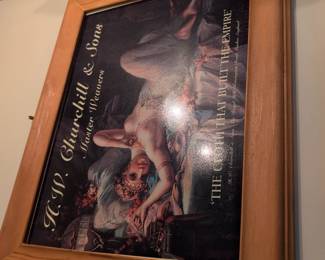 H.W. Churchill & Sons
Master Weavers
'THE CLOTH THAT BUILT THE EMPIRE'